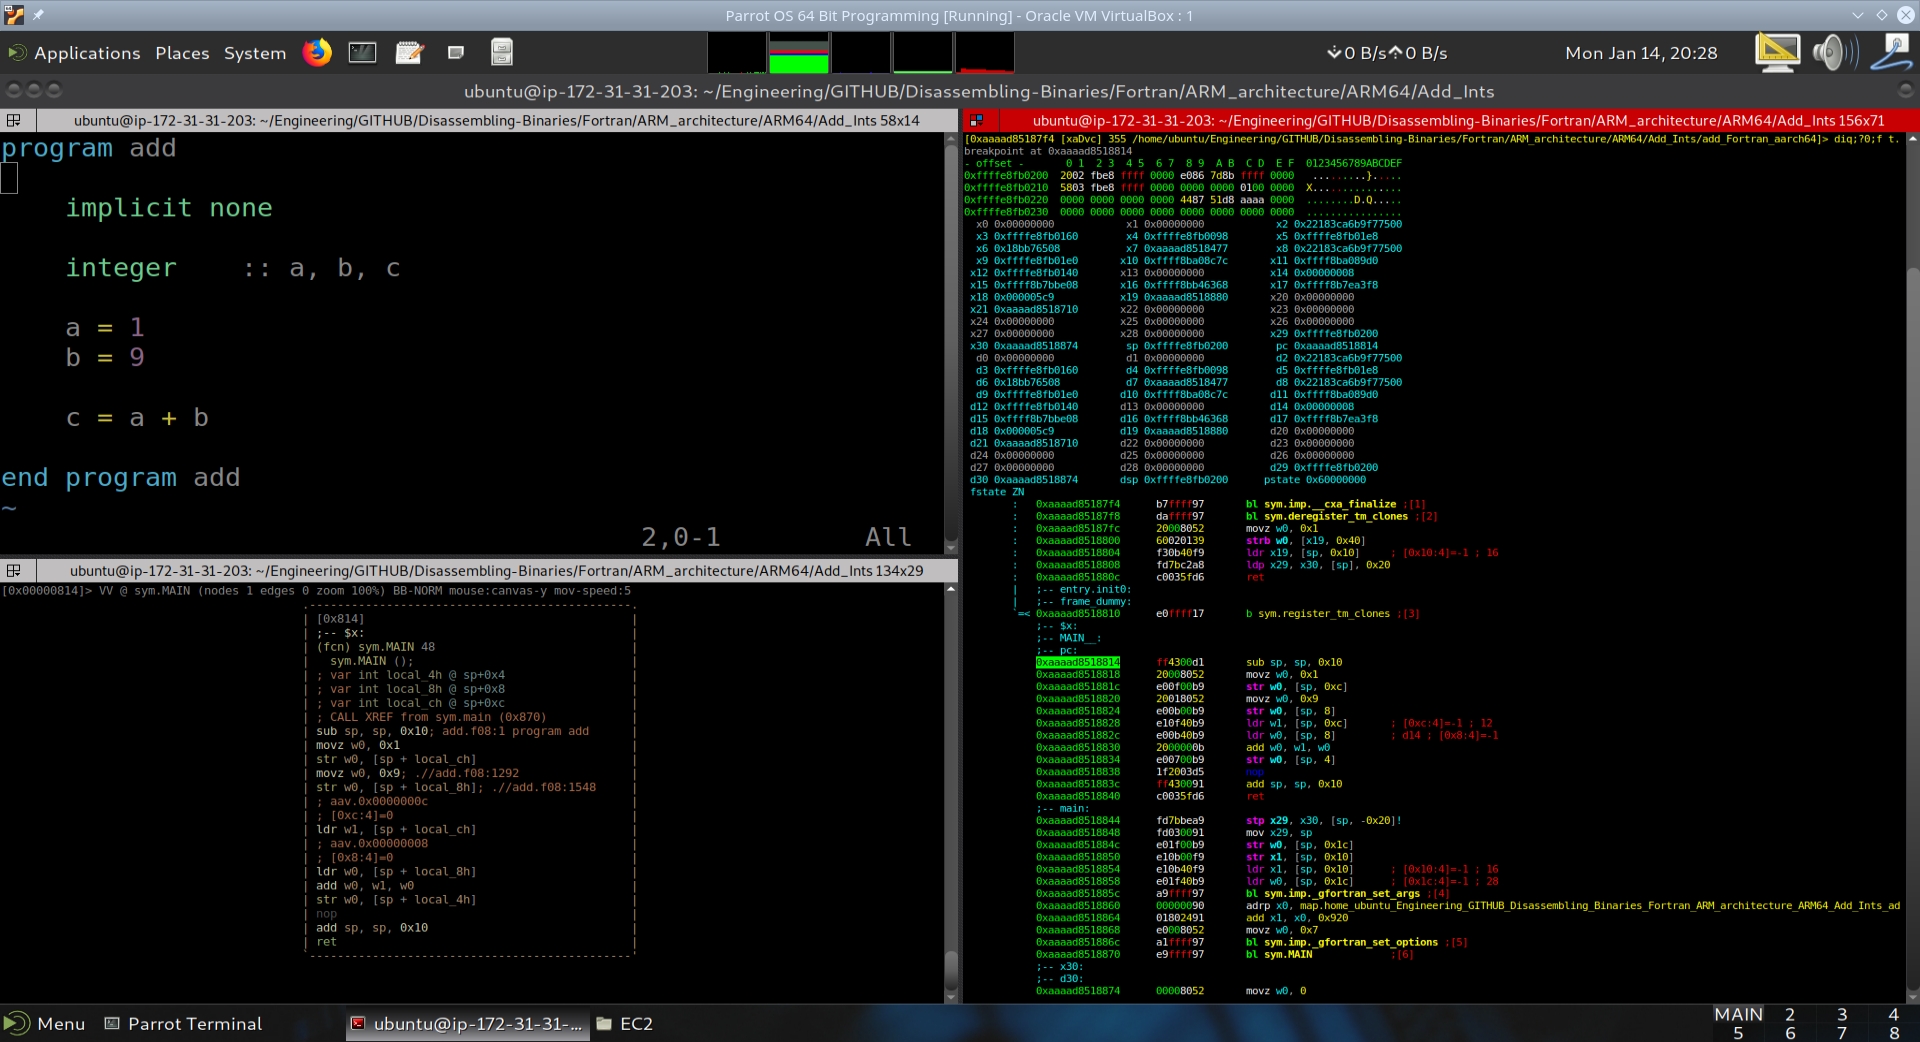 Parrot OS 64 Bit Programming [Running] - Oracle VM VirtualBox : 1
Applications Places System 0 B/s 0 B/s Mon Jan 14, 20:28
ubuntu@ip-172-31-31-203: ~/Engineering/GITHUB/Disassembling-Binaries/Fortran/ARM_architecture/ARM64/Add_Ints
ubuntu@ip-172-31-31-203: ~/Engineering/GITHUB/Disassembling-Binaries/Fortran/ARM_architecture/ARM64/Add_Ints 58x14
program add
implicit none
integer :: a, b, c
a = 1
b = 9
c = a + b
end program add
~
2,0-1 All
ubuntu@ip-172-31-31-203: ~/Engineering/GITHUB/Disassembling-Binaries/Fortran/ARM_architecture/ARM64/Add_Ints 134x29
[0x00000814]> VV @ sym.MAIN (nodes 1 edges 0 zoom 100%) BB-NORM mouse:canvas-y mov-speed:5
[0x814]
;-- $x:
(fcn) sym.MAIN 48
sym.MAIN ();
; var int local_4h @ sp+0x4
; var int local_8h @ sp+0x8
; var int local_ch @ sp+0xc
; CALL XREF from sym.main (0x870)
sub sp, sp, 0x10; add.f08:1 program add
movz w0, 0x1
str w0, [sp + local_ch]
movz w0, 0x9; .//add.f08:1292
str w0, [sp + local_8h]; .//add.f08:1548
; aav.0x0000000c
; [0xc:4]=0
ldr w1, [sp + local_ch]
; aav.0x00000008
; [0x8:4]=0
ldr w0, [sp + local_8h]
add w0, w1, w0
str w0, [sp + local_4h]
nop
add sp, sp, 0x10
ret
ubuntu@ip-172-31-31-203: ~/Engineering/GITHUB/Disassembling-Binaries/Fortran/ARM_architecture/ARM64/Add_Ints 156x71
[0xaaaad85187f4 [xaDvc] 355 /home/ubuntu/Engineering/GITHUB/Disassembling-Binaries/Fortran/ARM_architecture/ARM64/Add_Ints/add_Fortran_aarch64]> diq;?0;f t.
breakpoint at 0xaaaad8518814
- offset - 0 1 2 3 4 5 6 7 8 9 A B C D E F 0123456789ABCDEF
0xffffe8fb0200 2002 fbe8 ffff 0000 e086 7d8b ffff 0000 .........}.....
0xffffe8fb0210 5803 fbe8 ffff 0000 0000 0000 0100 0000 X...............
0xffffe8fb0220 0000 0000 0000 0000 4487 51d8 aaaa 0000 ........D.Q.....
0xffffe8fb0230 0000 0000 0000 0000 0000 0000 0000 0000 ................
x0 0x00000000 x1 0x00000000 x2 0x22183ca6b9f77500
x3 0xffffe8fb0160 x4 0xffffe8fb0098 x5 0xffffe8fb01e8
x6 0x18bb76508 x7 0xaaaad8518477 x8 0x22183ca6b9f77500
x9 0xffffe8fb01e0 x10 0xffff8ba08c7c x11 0xffff8ba089d0
x12 0xffffe8fb0140 x13 0x00000000 x14 0x00000008
x15 0xffff8b7bbe08 x16 0xffff8bb46368 x17 0xffff8b7ea3f8
x18 0x000005c9 x19 0xaaaad8518880 x20 0x00000000
x21 0xaaaad8518710 x22 0x00000000 x23 0x00000000
x24 0x00000000 x25 0x00000000 x26 0x00000000
x27 0x00000000 x28 0x00000000 x29 0xffffe8fb0200
x30 0xaaaad8518874 sp 0xffffe8fb0200 pc 0xaaaad8518814
d0 0x00000000 d1 0x00000000 d2 0x22183ca6b9f77500
d3 0xffffe8fb0160 d4 0xffffe8fb0098 d5 0xffffe8fb01e8
d6 0x18bb76508 d7 0xaaaad8518477 d8 0x22183ca6b9f77500
d9 0xffffe8fb01e0 d10 0xffff8ba08c7c d11 0xffff8ba089d0
d12 0xffffe8fb0140 d13 0x00000000 d14 0x00000008
d15 0xffff8b7bbe08 d16 0xffff8bb46368 d17 0xffff8b7ea3f8
d18 0x000005c9 d19 0xaaaad8518880 d20 0x00000000
d21 0xaaaad8518710 d22 0x00000000 d23 0x00000000
d24 0x00000000 d25 0x00000000 d26 0x00000000
d27 0x00000000 d28 0x00000000 d29 0xffffe8fb0200
d30 0xaaaad8518874 dsp 0xffffe8fb0200 pstate 0x60000000
fstate ZN
: 0xaaaad85187f4 b7ffff97 bl sym.imp.__cxa_finalize ;[1]
: 0xaaaad85187f8 daffff97 bl sym.deregister_tm_clones ;[2]
: 0xaaaad85187fc 20008052 movz w0, 0x1
: 0xaaaad8518800 60020139 strb w0, [x19, 0x40]
: 0xaaaad8518804 f30b40f9 ldr x19, [sp, 0x10] ; [0x10:4]=-1 ; 16
: 0xaaaad8518808 fd7bc2a8 ldp x29, x30, [sp], 0x20
: 0xaaaad851880c c0035fd6 ret
| ;-- entry.init0:
| ;-- frame_dummy:
`=< 0xaaaad8518810 e0ffff17 b sym.register_tm_clones ;[3]
;-- $x:
;-- MAIN__:
;-- pc:
0xaaaad8518814 ff4300d1 sub sp, sp, 0x10
0xaaaad8518818 20008052 movz w0, 0x1
0xaaaad851881c e00f00b9 str w0, [sp, 0xc]
0xaaaad8518820 20018052 movz w0, 0x9
0xaaaad8518824 e00b00b9 str w0, [sp, 8]
0xaaaad8518828 e10f40b9 ldr w1, [sp, 0xc] ; [0xc:4]=-1 ; 12
0xaaaad851882c e00b40b9 ldr w0, [sp, 8] ; d14 ; [0x8:4]=-1
0xaaaad8518830 2000000b add w0, w1, w0
0xaaaad8518834 e00700b9 str w0, [sp, 4]
0xaaaad8518838 1f2003d5 nop
0xaaaad851883c ff430091 add sp, sp, 0x10
0xaaaad8518840 c0035fd6 ret
;-- main:
0xaaaad8518844 fd7bbea9 stp x29, x30, [sp, -0x20]!
0xaaaad8518848 fd030091 mov x29, sp
0xaaaad851884c e01f00b9 str w0, [sp, 0x1c]
0xaaaad8518850 e10b00f9 str x1, [sp, 0x10]
0xaaaad8518854 e10b40f9 ldr x1, [sp, 0x10] ; [0x10:4]=-1 ; 16
0xaaaad8518858 e01f40b9 ldr w0, [sp, 0x1c] ; [0x1c:4]=-1 ; 28
0xaaaad851885c a9ffff97 bl sym.imp._gfortran_set_args ;[4]
0xaaaad8518860 00000090 adrp x0, map.home_ubuntu_Engineering_GITHUB_Disassembling_Binaries_Fortran_ARM_architecture_ARM64_Add_Ints_ad
0xaaaad8518864 01802491 add x1, x0, 0x920
0xaaaad8518868 e0008052 movz w0, 0x7
0xaaaad851886c a1ffff97 bl sym.imp._gfortran_set_options ;[5]
0xaaaad8518870 e9ffff97 bl sym.MAIN ;[6]
;-- x30:
;-- d30:
0xaaaad8518874 00008052 movz w0, 0
Menu Parrot Terminal ubuntu@ip-172-31-31-... EC2
MAIN 2 3 4
5 6 7 8